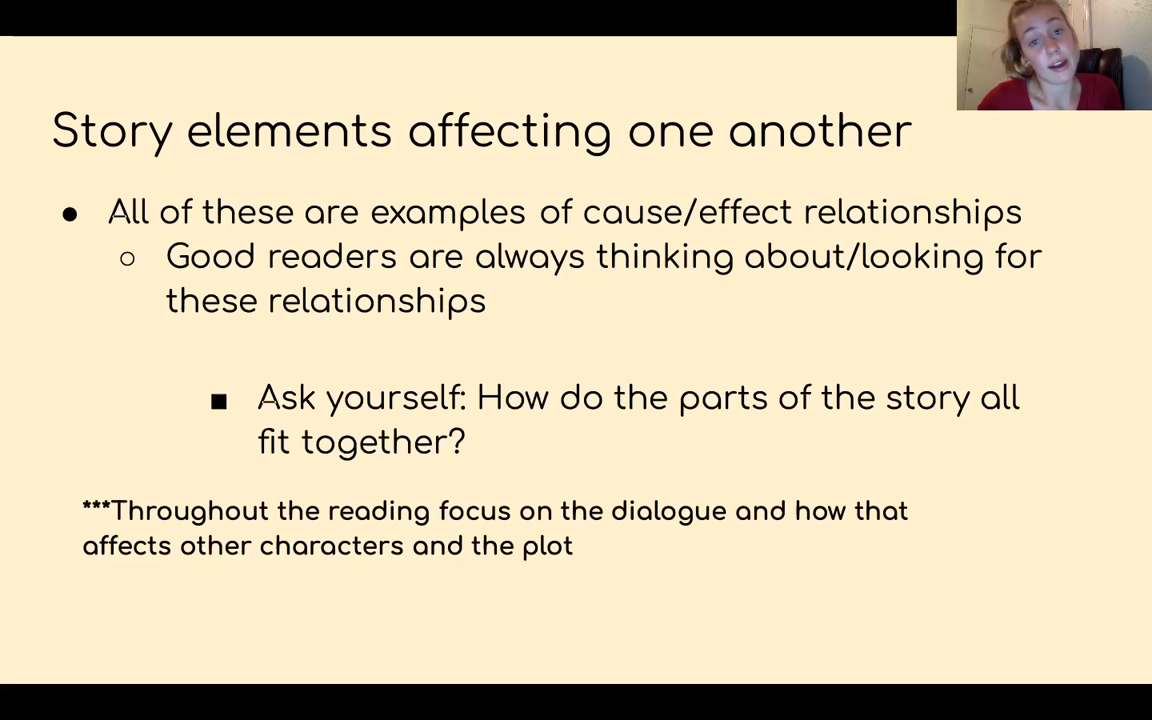 Story elements affecting one another
● All of these are examples of cause/effect relationships
○ Good readers are always thinking about/looking for
these relationships
■ Ask yourself: How do the parts of the story all
fit together?
***Throughout the reading focus on the dialogue and how that
affects other characters and the plot